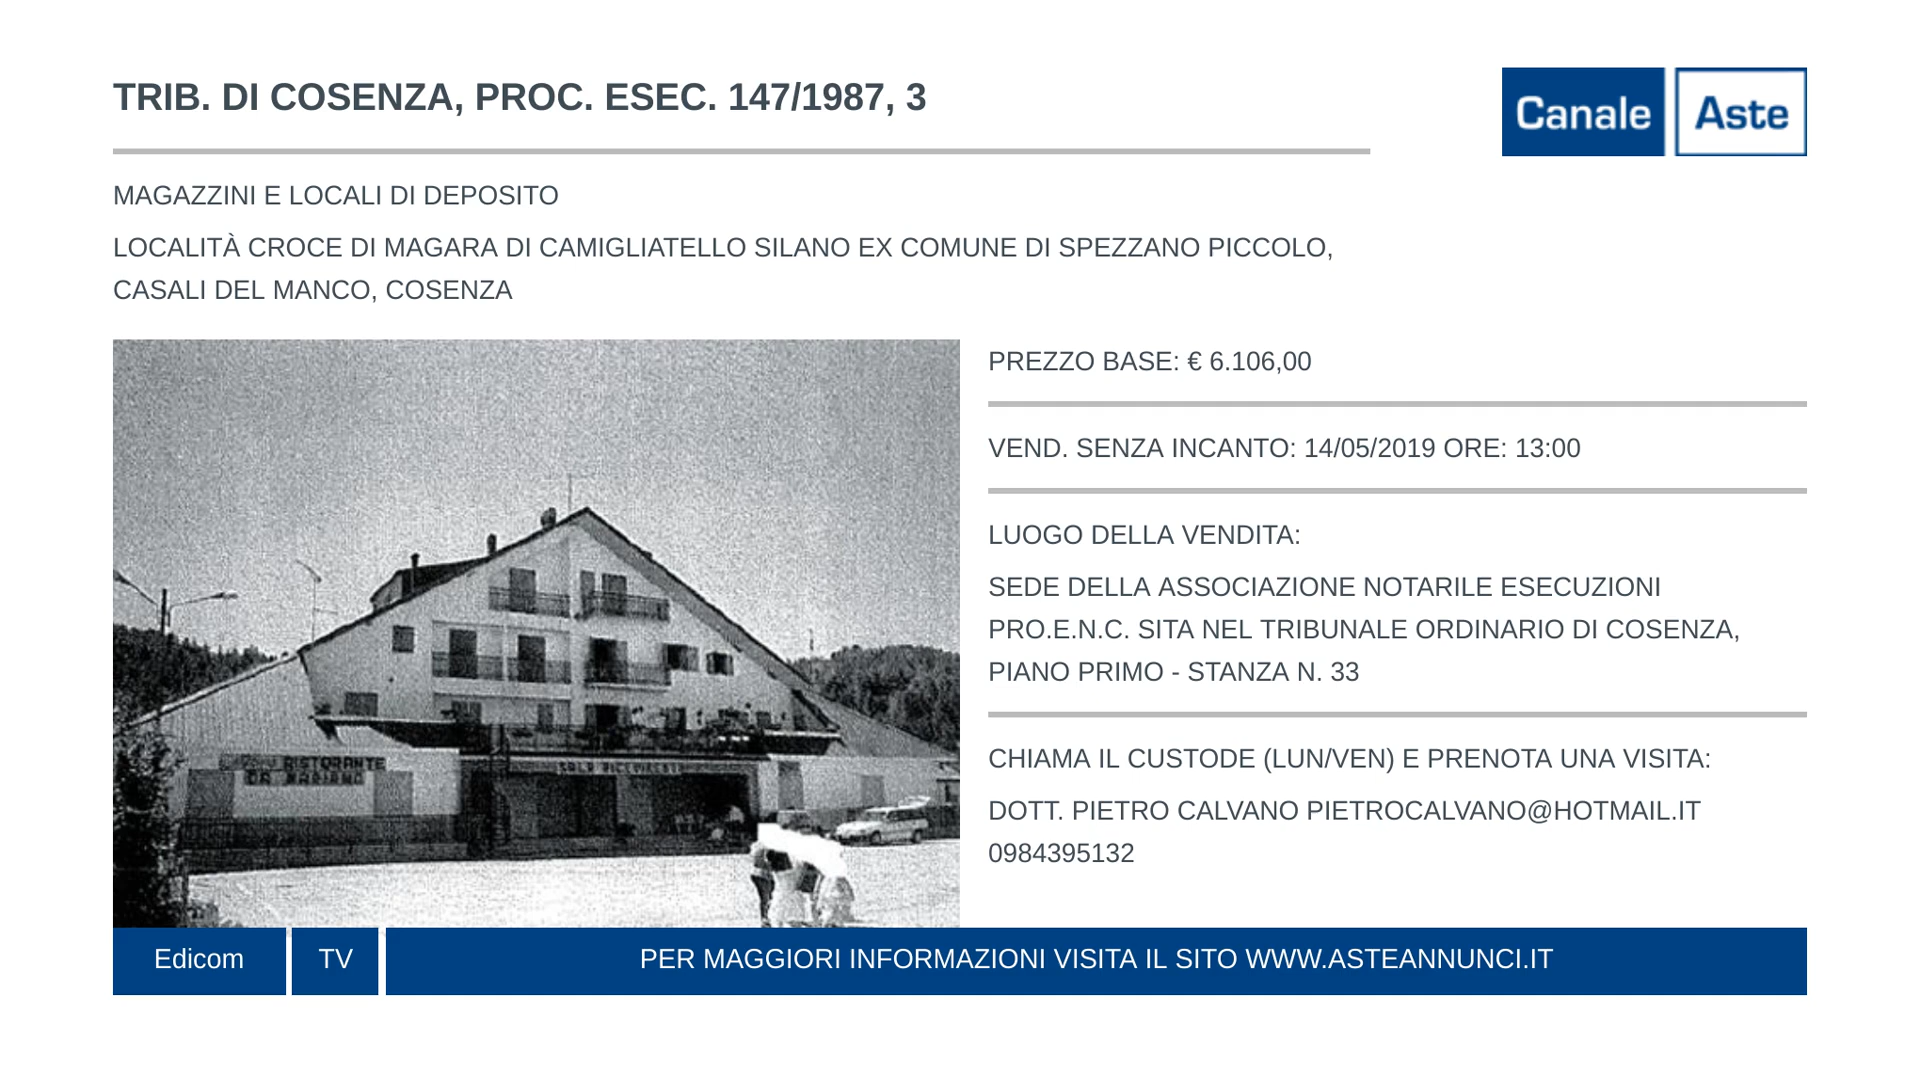 TRIB. DI COSENZA, PROC. ESEC. 147/1987, 3
Canale Aste
MAGAZZINI E LOCALI DI DEPOSITO
LOCALITÀ CROCE DI MAGARA DI CAMIGLIATELLO SILANO EX COMUNE DI SPEZZANO PICCOLO,
CASALI DEL MANCO, COSENZA
RISTORANTE
DA MARIANO
PREZZO BASE: € 6.106,00
VEND. SENZA INCANTO: 14/05/2019 ORE: 13:00
LUOGO DELLA VENDITA:
SEDE DELLA ASSOCIAZIONE NOTARILE ESECUZIONI
PRO.E.N.C. SITA NEL TRIBUNALE ORDINARIO DI COSENZA,
PIANO PRIMO - STANZA N. 33
CHIAMA IL CUSTODE (LUN/VEN) E PRENOTA UNA VISITA:
DOTT. PIETRO CALVANO PIETROCALVANO@HOTMAIL.IT
0984395132
Edicom TV PER MAGGIORI INFORMAZIONI VISITA IL SITO WWW.ASTEANNUNCI.IT